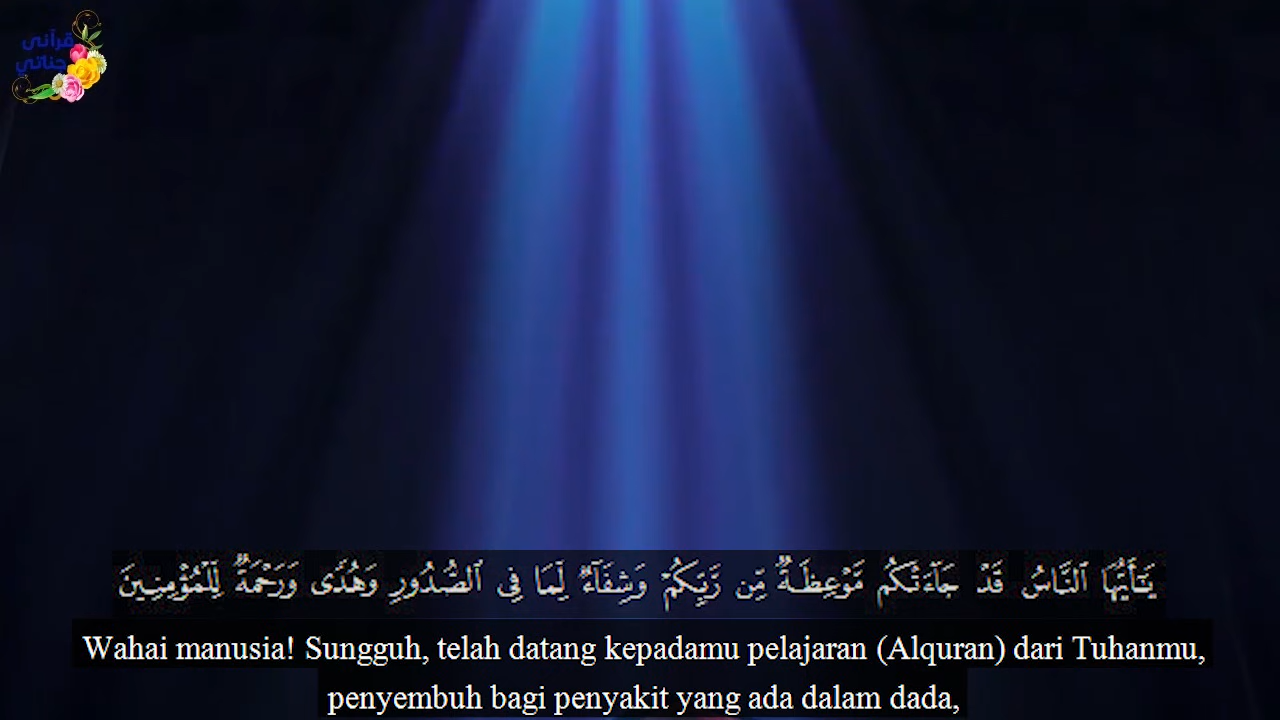 قرآني
جناتي
يَٰٓأَيُّهَا ٱلنَّاسُ قَدْ جَآءَتْكُم مَّوْعِظَةٌ مِّن رَّبِّكُمْ وَشِفَآءٌ لِّمَا فِى ٱلصُّدُورِ وَهُدًى وَرَحْمَةٌ لِّلْمُؤْمِنِينَ
Wahai manusia! Sungguh, telah datang kepadamu pelajaran (Alquran) dari Tuhanmu,
penyembuh bagi penyakit yang ada dalam dada,